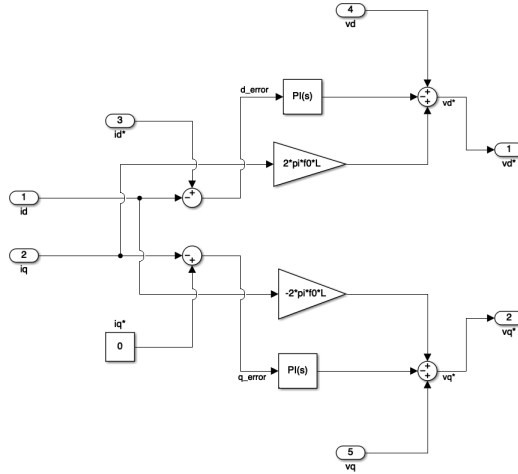 4
vd
d_error
PI(s)
vd*
3
id*
1
vd*
2*pi*f0*L
1
id
2
iq
-2*pi*f0*L
2
vq*
iq*
0
q_error
PI(s)
vq*
5
vq